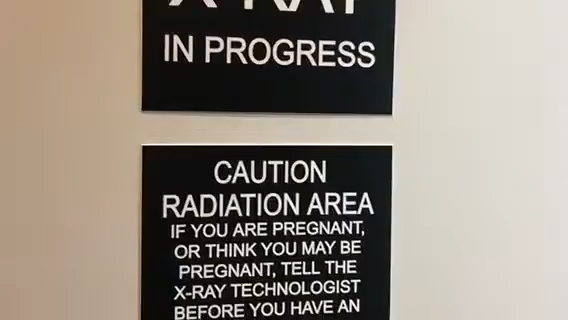 X-RAY
IN PROGRESS
CAUTION
RADIATION AREA
IF YOU ARE PREGNANT,
OR THINK YOU MAY BE
PREGNANT, TELL THE
X-RAY TECHNOLOGIST
BEFORE YOU HAVE AN